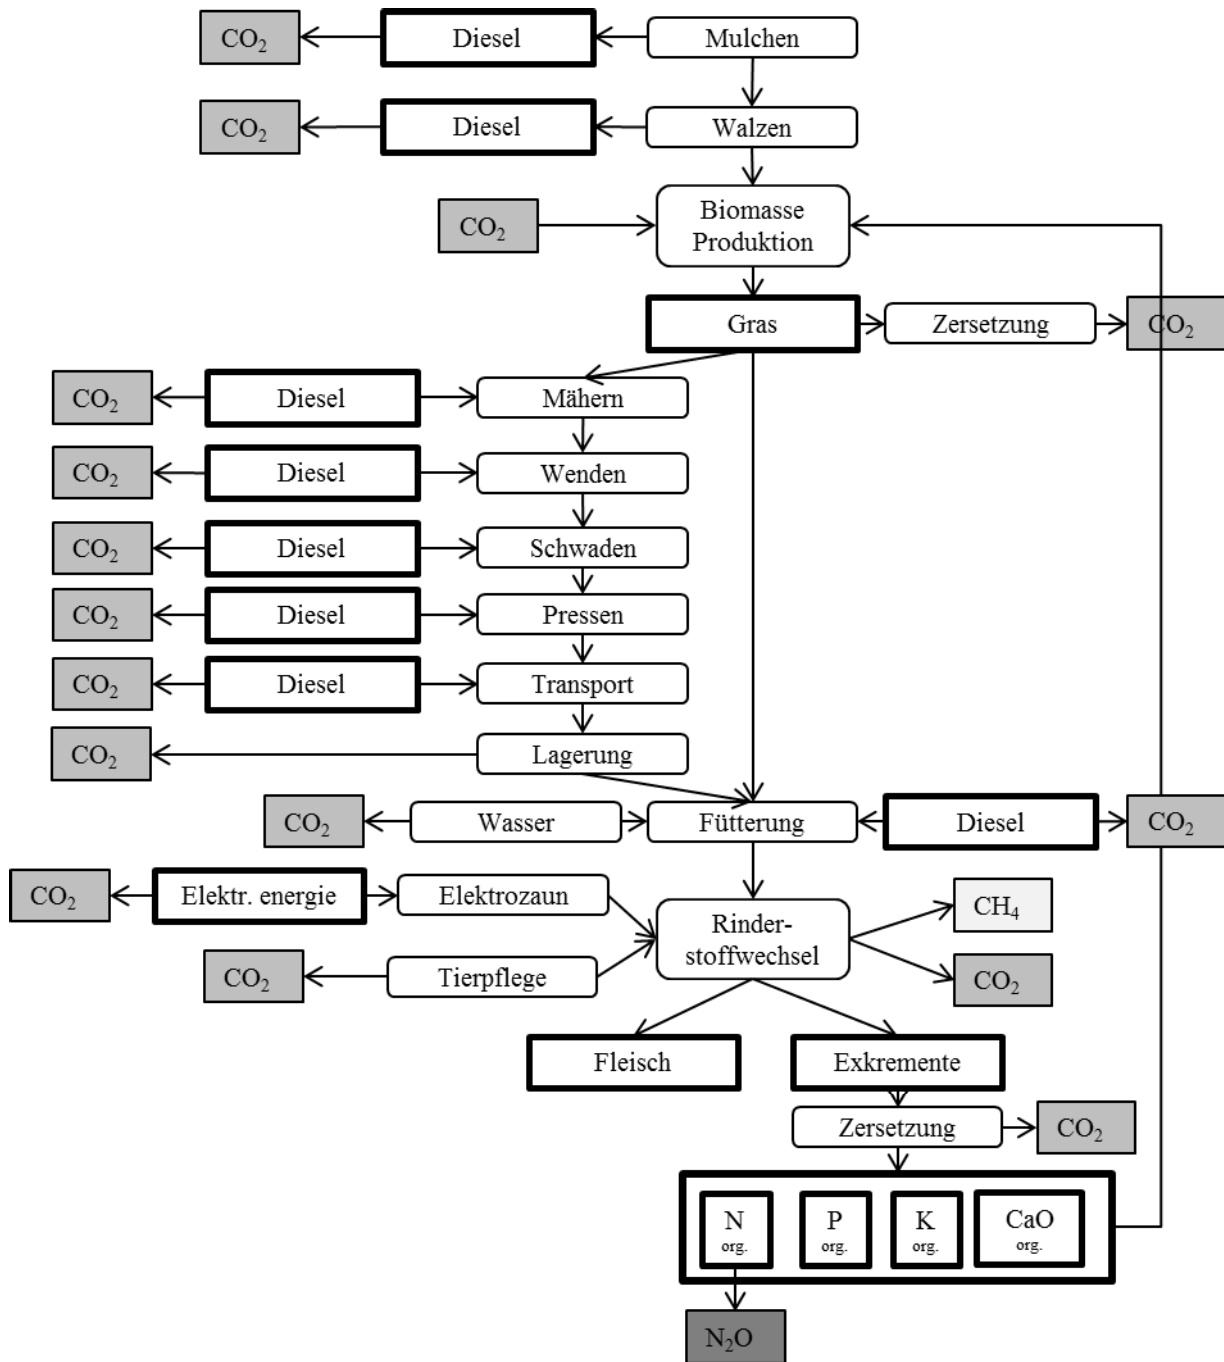 CO₂
Diesel
Mulchen
CO₂
Diesel
Walzen
CO₂
Biomasse
Produktion
Gras
Zersetzung
CO₂
CO₂
Diesel
Mähern
CO₂
Diesel
Wenden
CO₂
Diesel
Schwaden
CO₂
Diesel
Pressen
CO₂
Diesel
Transport
CO₂
Lagerung
CO₂
Wasser
Fütterung
Diesel
CO₂
CO₂
Elektr. energie
Elektrozaun
Rinder-
stoffwechsel
CH₄
CO₂
Tierpflege
CO₂
Fleisch
Exkremente
Zersetzung
CO₂
N
org.
P
org.
K
org.
CaO
org.
N₂O